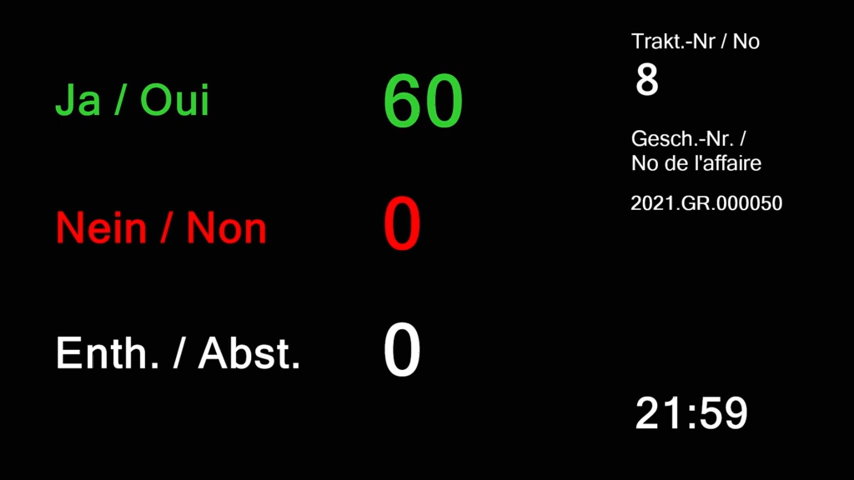 Ja / Oui 60
Nein / Non 0
Enth. / Abst. 0
Trakt.-Nr / No
8
Gesch.-Nr. /
No de l'affaire
2021.GR.000050
21:59